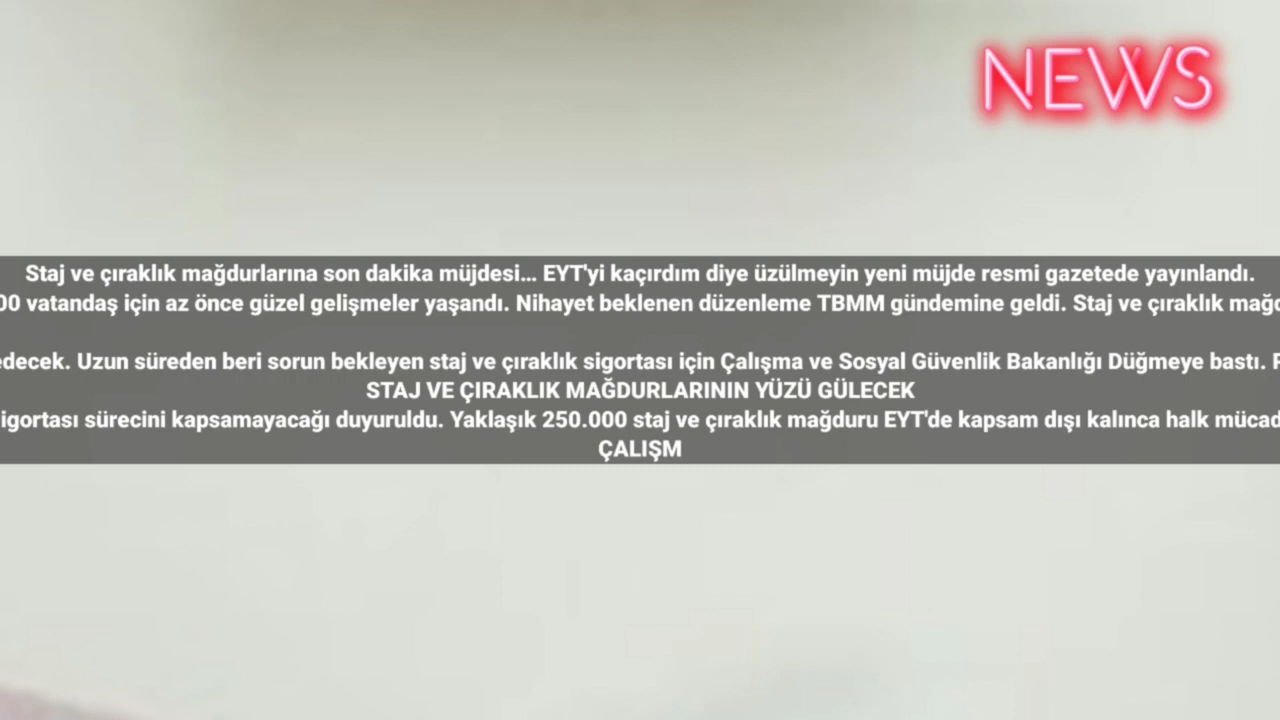 NEWS
Staj ve çıraklık mağdurlarına son dakika müjdesi... EYT'yi kaçırdım diye üzülmeyin yeni müjde resmi gazetede yayınlandı.
00 vatandaş için az önce güzel gelişmeler yaşandı. Nihayet beklenen düzenleme TBMM gündemine geldi. Staj ve çıraklık mağd
edecek. Uzun süreden beri sorun bekleyen staj ve çıraklık sigortası için Çalışma ve Sosyal Güvenlik Bakanlığı Düğmeye bastı.
STAJ VE ÇIRAKLIK MAĞDURLARININ YÜZÜ GÜLECEK
igortası sürecini kapsamayacağı duyuruldu. Yaklaşık 250.000 staj ve çıraklık mağduru EYT'de kapsam dışı kalınca halk mücad
ÇALIŞM